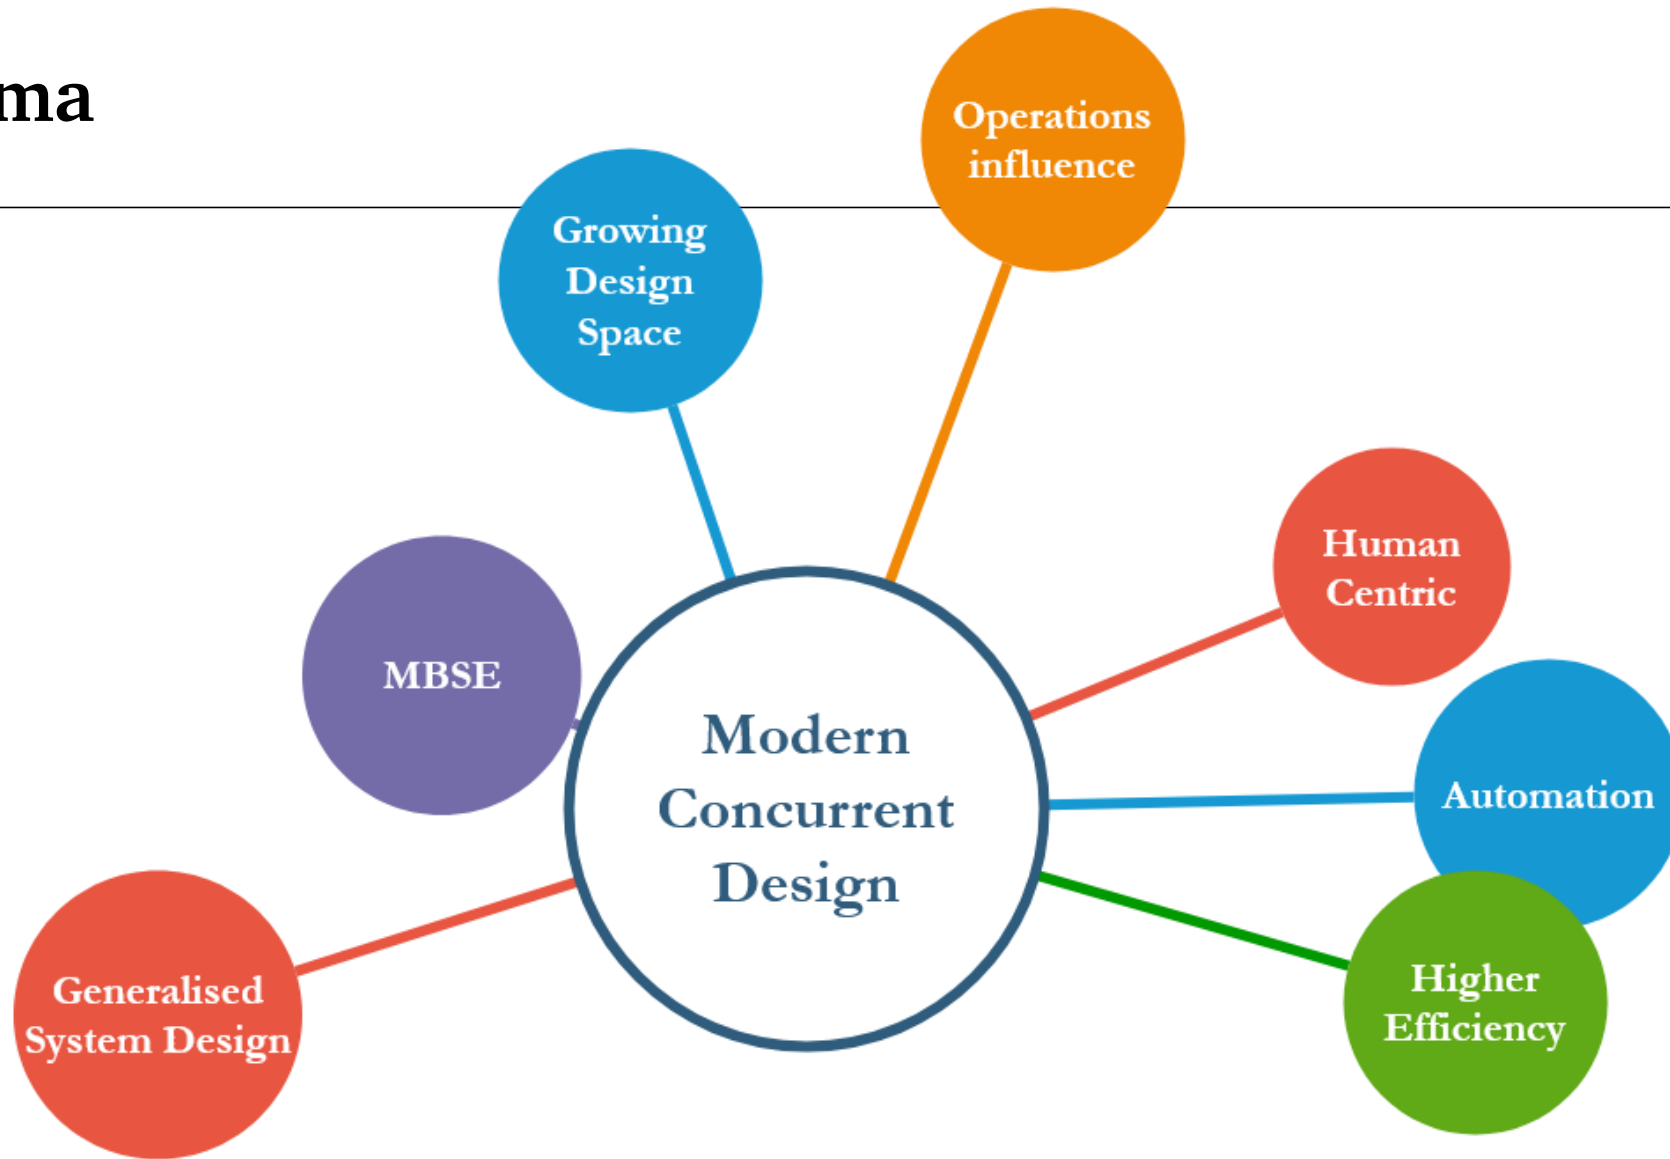 ma
Operations
influence
Growing
Design
Space
Human
Centric
MBSE
Modern
Concurrent
Design
Automation
Generalised
System Design
Higher
Efficiency